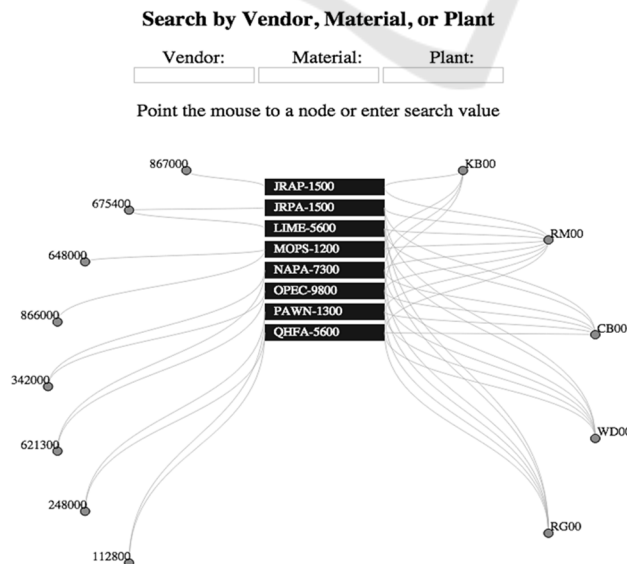 Search by Vendor, Material, or Plant
Vendor: Material: Plant:
Point the mouse to a node or enter search value
867000
675400
648000
866000
342000
621300
248000
112800
JRAP-1500
JRPA-1500
LIME-5600
MOPS-1200
NAPA-7300
OPEC-9800
PAWN-1300
QHFA-5600
KB00
RM00
CB00
WD00
RG00